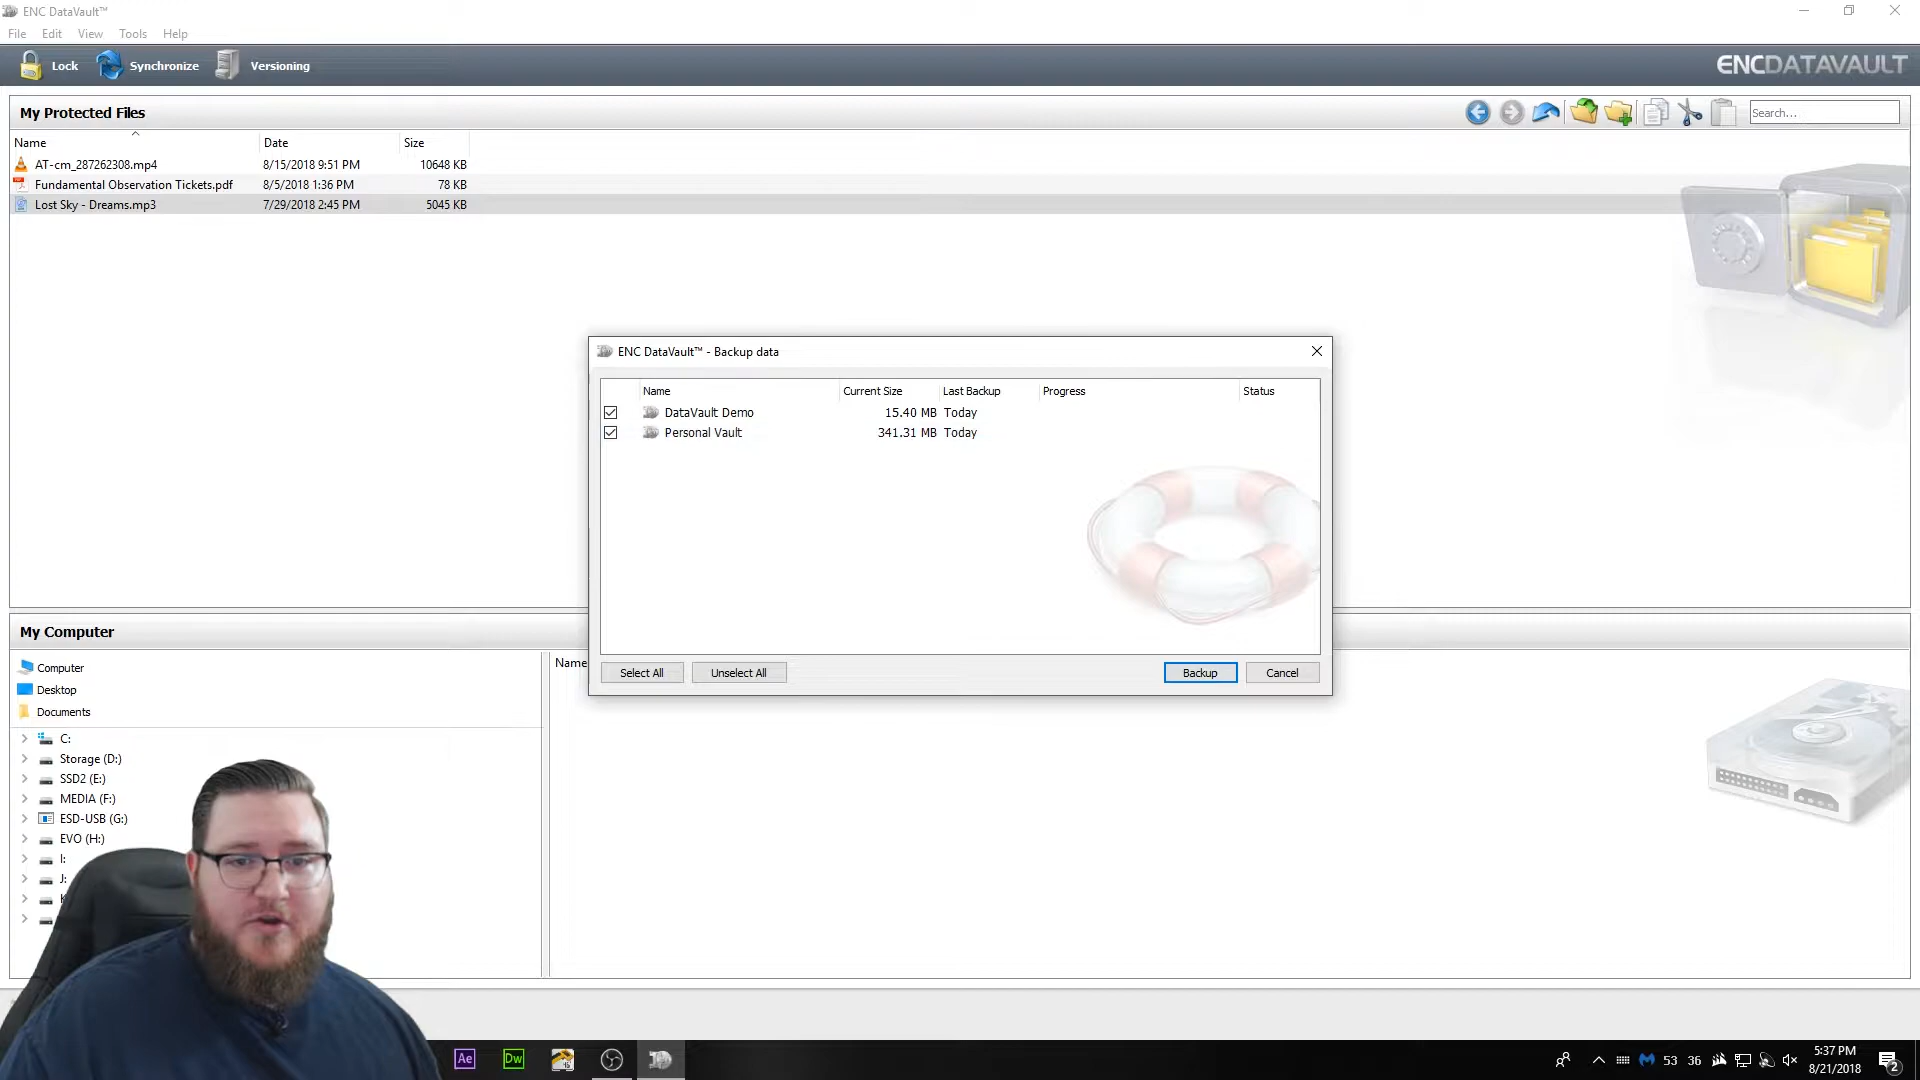 ENC DataVault™
File Edit View Tools Help
Lock Synchronize Versioning
ENCDATAVAULT
My Protected Files
Search...
Name Date Size
AT-cm_287262308.mp4 8/15/2018 9:51 PM 10648 KB
Fundamental Observation Tickets.pdf 8/5/2018 1:36 PM 78 KB
Lost Sky - Dreams.mp3 7/29/2018 2:45 PM 5045 KB
ENC DataVault™ - Backup data
Name Current Size Last Backup Progress Status
DataVault Demo 15.40 MB Today
Personal Vault 341.31 MB Today
Select All Unselect All Backup Cancel
My Computer
Computer
Desktop
Documents
Name
C:
Storage (D:)
SSD2 (E:)
MEDIA (F:)
ESD-USB (G:)
EVO (H:)
I:
J:
Ae Dw
53 36
5:37 PM
8/21/2018
2